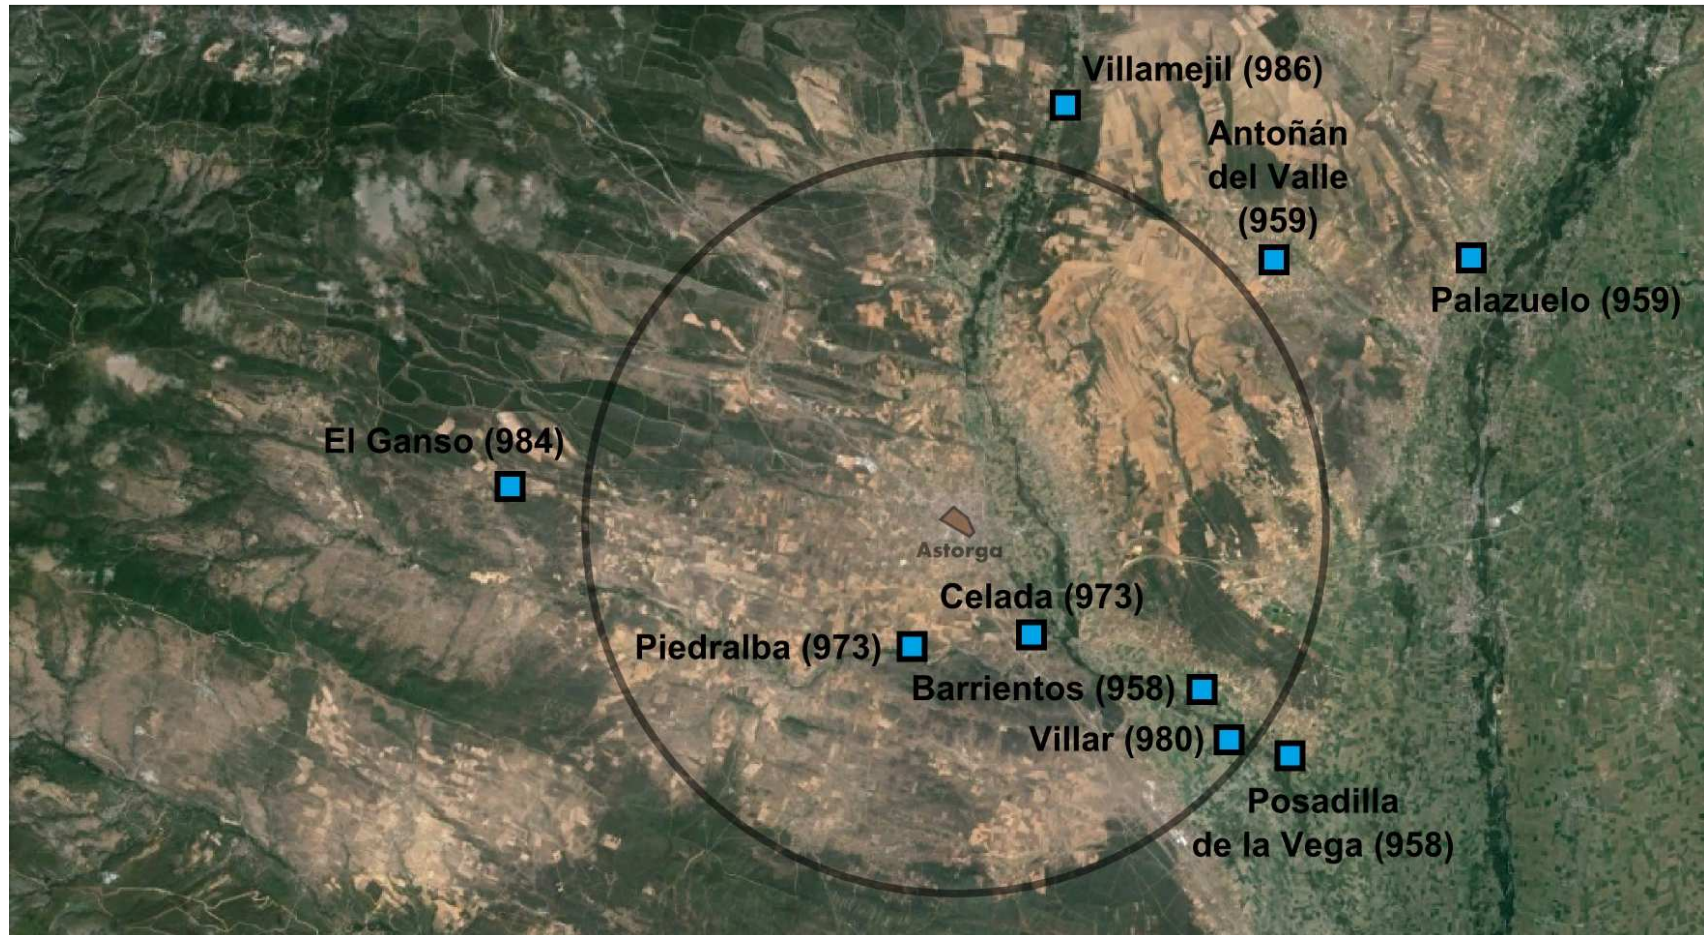 Villamejil (986)
Antoñán
del Valle
(959)
Palazuelo (959)
El Ganso (984)
Astorga
Celada (973)
Piedralba (973)
Barrientos (958)
Villar (980)
Posadilla
de la Vega (958)